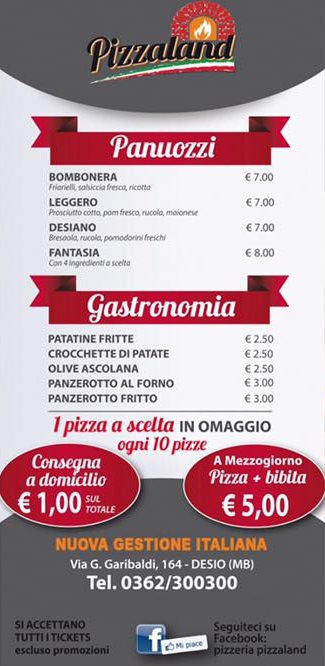 Pizzaland
Panuozzi
BOMBONERA € 7.00
Friarielli, salsiccia fresca, ricotta
LEGGERO € 7.00
Prosciutto cotto, pom fresco, rucola, maionese
DESIANO € 7.00
Bresaola, rucola, pomodorini freschi
FANTASIA € 8.00
Con 4 ingredienti a scelta
Gastronomia
PATATINE FRITTE € 2.50
CROCCHETTE DI PATATE € 2.50
OLIVE ASCOLANA € 2.50
PANZEROTTO AL FORNO € 3.00
PANZEROTTO FRITTO € 3.00
1 pizza a scelta IN OMAGGIO
ogni 10 pizze
Consegna
a domicilio
€ 1,00 SUL TOTALE
A Mezzogiorno
Pizza + bibita
€ 5,00
NUOVA GESTIONE ITALIANA
Via G. Garibaldi, 164 - DESIO (MB)
Tel. 0362/300300
SI ACCETTANO
TUTTI I TICKETS
escluso promozioni
f
Mi piace
Seguiteci su
Facebook:
pizzeria pizzaland